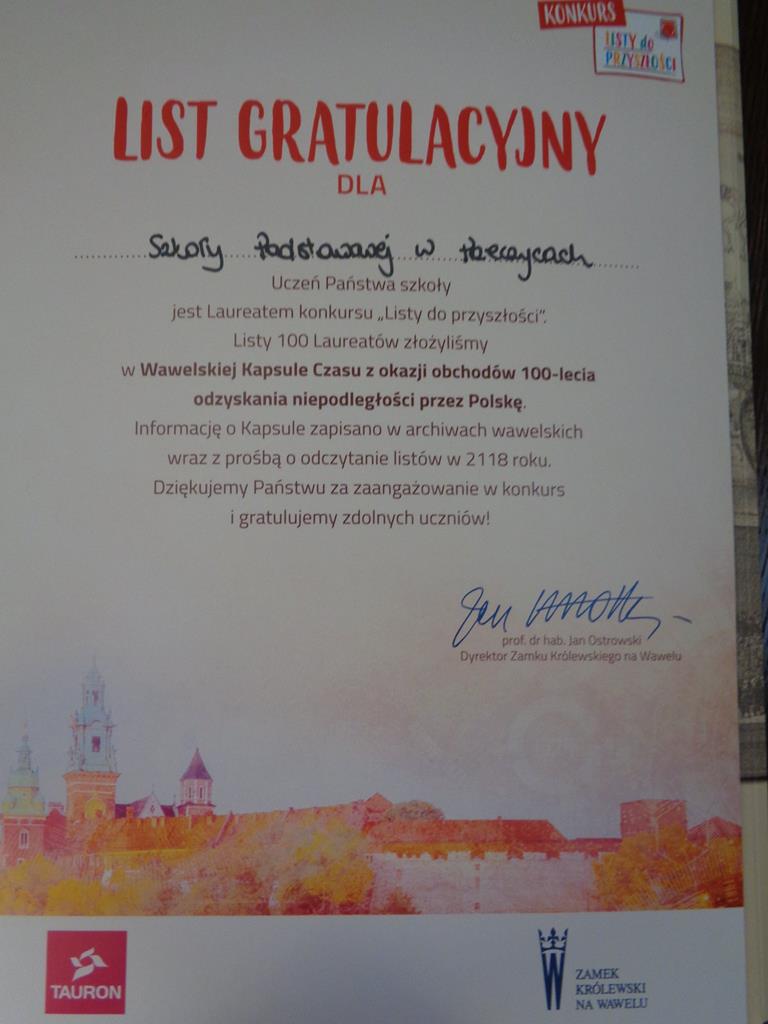 KONKURS
LISTY do
PRZYSZŁOŚCI
LIST GRATULACYJNY
DLA
Szkoły Podstawowej w
Uczeń Państwa szkoły
jest Laureatem konkursu „Listy do przyszłości”.
Listy 100 Laureatów złożyliśmy
w Wawelskiej Kapsule Czasu z okazji obchodów 100-lecia
odzyskania niepodległości przez Polskę.
Informację o Kapsule zapisano w archiwach wawelskich
wraz z prośbą o odczytanie listów w 2118 roku.
Dziękujemy Państwu za zaangażowanie w konkurs
i gratulujemy zdolnych uczniów!
prof. dr hab. Jan Ostrowski
Dyrektor Zamku Królewskiego na Wawelu
TAURON
ZAMEK
KRÓLEWSKI
NA WAWELU